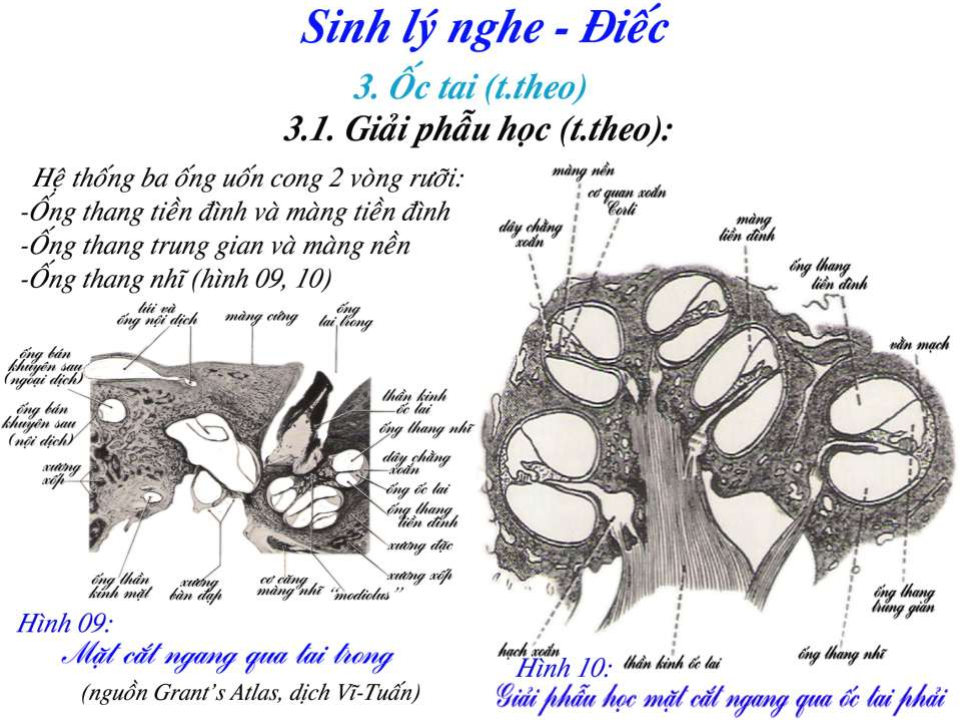 Sinh lý nghe - Điếc
3. Ốc tai (t.theo)
3.1. Giải phẫu học (t.theo):
Hệ thống ba ống uốn cong 2 vòng rưỡi:
-Ống thang tiền đình và màng tiền đình
-Ống thang trung gian và màng nền
-Ống thang nhĩ (hình 09, 10)
túi và
ống nội dịch
màng cứng
ống
tai trong
ống bán
khuyên sau
(ngoại dịch)
ống bán
khuyên sau
(nội dịch)
xương
xốp
thần kinh
ốc tai
ống thang nhĩ
dây chằng
xoắn
ống ốc tai
ống thang
tiền đình
xương đặc
xương xốp
ống thần
kinh mặt
xương
bàn đạp
cơ căng
màng nhĩ
"modiolus"
Hình 09:
Mặt cắt ngang qua tai trong
(nguồn Grant's Atlas, dịch Vĩ-Tuấn)
màng nền
cơ quan xoắn
Corti
dây chằng
xoắn
màng
tiền đình
ống thang
tiền đình
vân mạch
ống thang
trung gian
hạch xoắn
thần kinh ốc tai
ống thang nhĩ
Hình 10:
Giải phẫu học mặt cắt ngang qua ốc tai phải